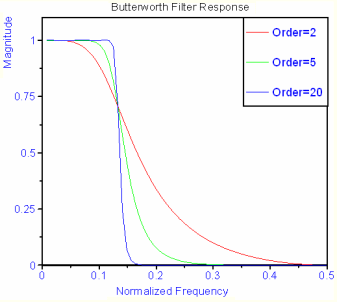 Butterworth Filter Response
Magnitude
1
0.75
0.5
0.25
0
0
0.1
0.2
0.3
0.4
0.5
Normalized Frequency
Order=2
Order=5
Order=20